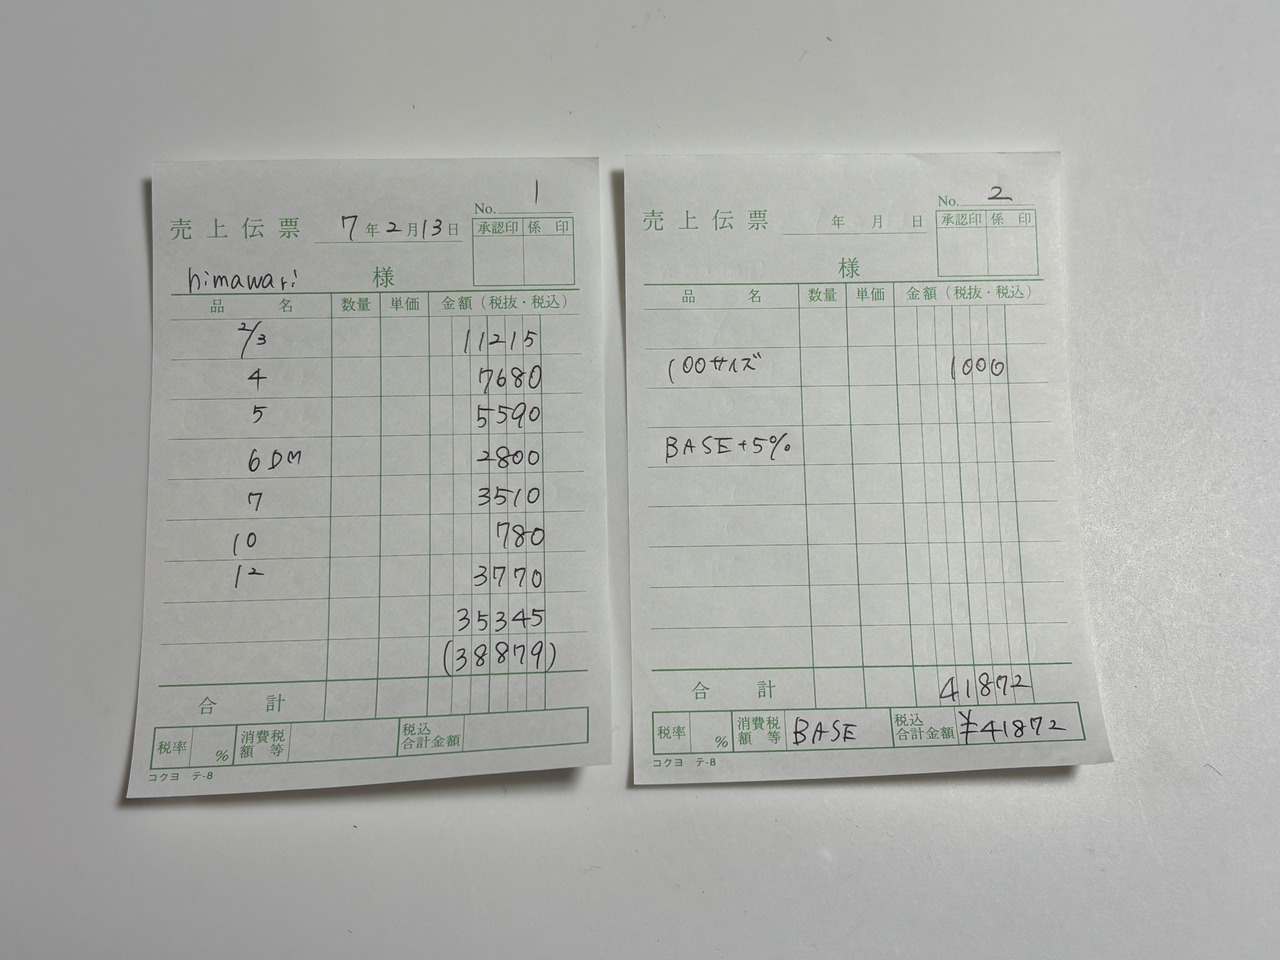 No. 1
売上伝票 7年2月13日
承認印 係印
himawari 様
品名 数量 単価 金額（税抜・税込）
2/3 11215
4 7680
5 5590
6DM 2800
7 3510
10 780
12 3770
35345
(38879)
合計
税率 % 消費税額等 税込合計金額
コクヨ テ-8
No. 2
売上伝票 年 月 日
承認印 係印
様
品名 数量 単価 金額（税抜・税込）
100サイズ 1000
BASE+5%
合計 41872
税率 % 消費税額等 BASE 税込合計金額 ¥41872
コクヨ テ-8